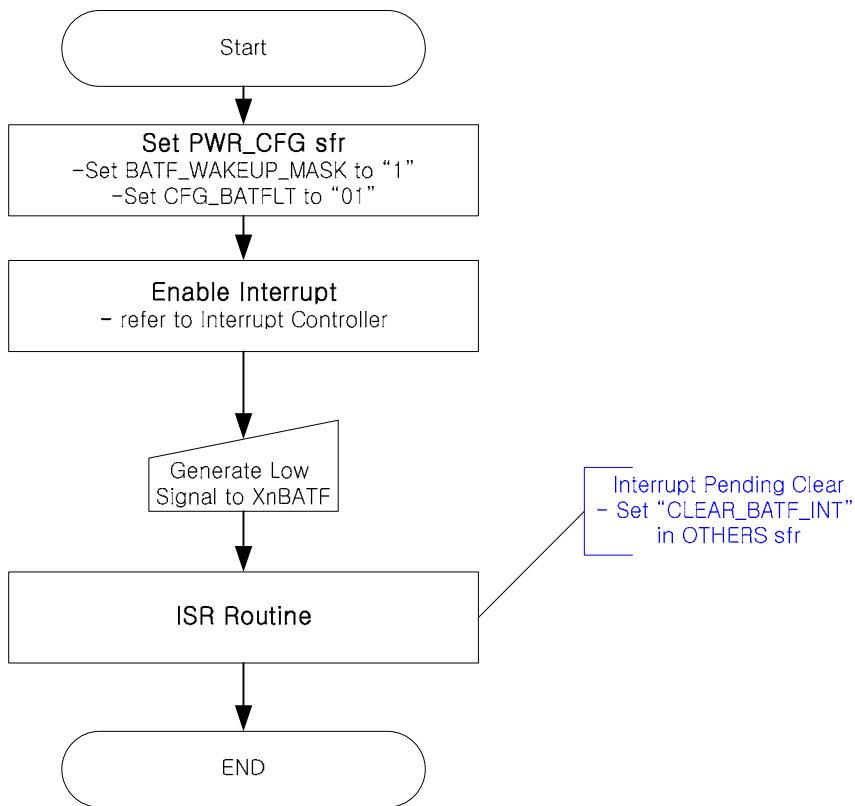 Start
Set PWR_CFG sfr
-Set BATF_WAKEUP_MASK to “1”
-Set CFG_BATFLT to “01”
Enable Interrupt
- refer to Interrupt Controller
Generate Low
Signal to XnBATF
Interrupt Pending Clear
- Set “CLEAR_BATF_INT”
in OTHERS sfr
ISR Routine
END